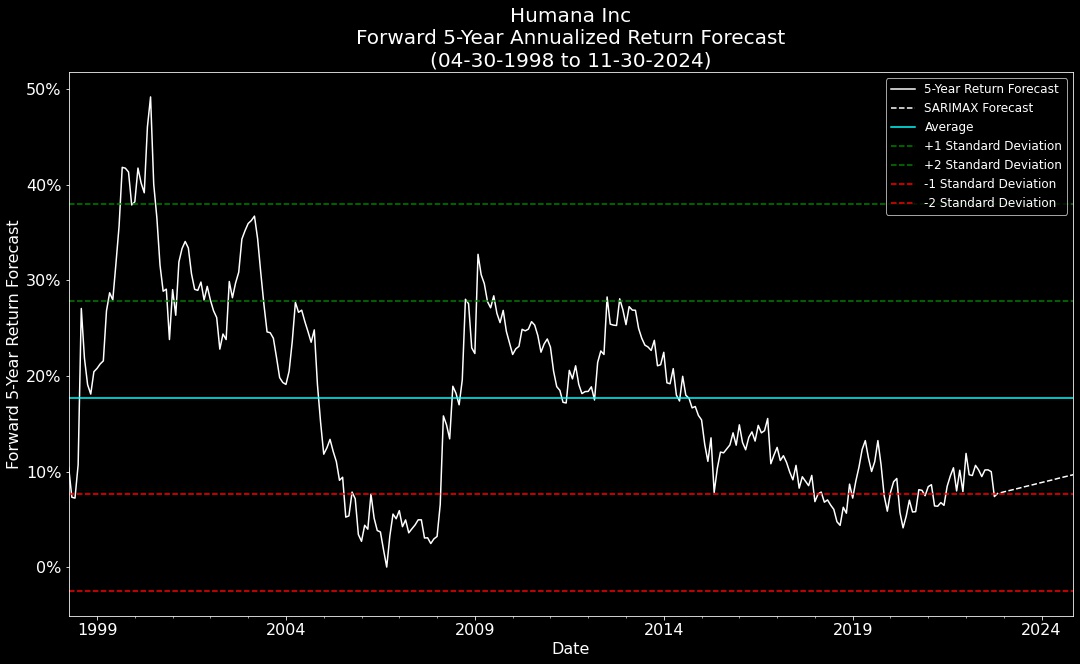 Humana Inc
Forward 5-Year Annualized Return Forecast
(04-30-1998 to 11-30-2024)
5-Year Return Forecast
SARIMAX Forecast
Average
+1 Standard Deviation
+2 Standard Deviation
-1 Standard Deviation
-2 Standard Deviation
Forward 5-Year Return Forecast
50%
40%
30%
20%
10%
0%
1999 2004 2009 2014 2019 2024
Date